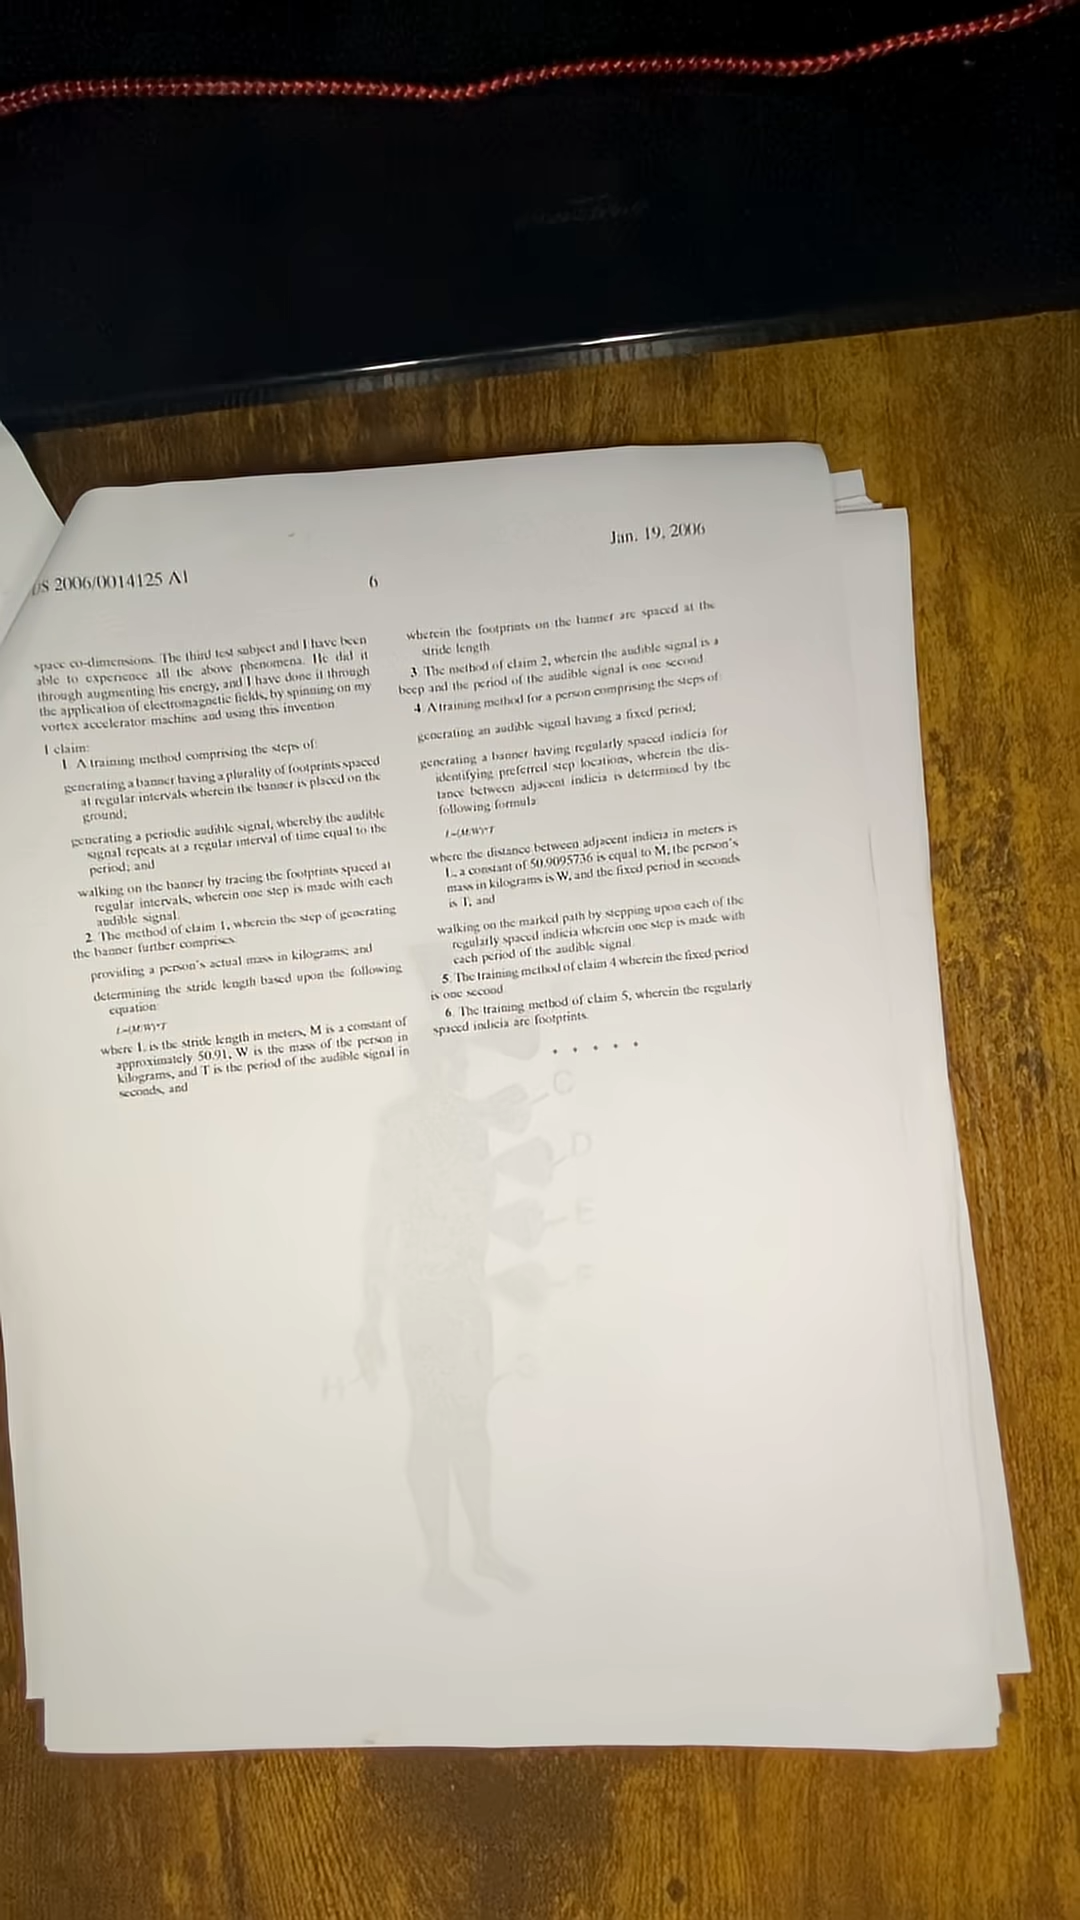 US 2006/0014125 A1
6
Jan. 19, 2006
space co-dimensions. The third test subject and I have been
able to experience all the above phenomena. He did it
through augmenting his energy, and I have done it through
the application of electromagnetic fields, by spinning on my
vortex accelerator machine and using this invention.
I claim:
1. A training method comprising the steps of:
generating a banner having a plurality of footprints spaced
at regular intervals wherein the banner is placed on the
ground;
generating a periodic audible signal, whereby the audible
signal repeats at a regular interval of time equal to the
period; and
walking on the banner by tracing the footprints spaced at
regular intervals, wherein one step is made with each
audible signal.
2. The method of claim 1, wherein the step of generating
the banner further comprises
providing a person's actual mass in kilograms; and
determining the stride length based upon the following
equation:
L=(M/W)*T
where L is the stride length in meters, M is a constant of
approximately 50.91, W is the mass of the person in
kilograms, and T is the period of the audible signal in
seconds, and
wherein the footprints on the banner are spaced at the
stride length.
3. The method of claim 2, wherein the audible signal is a
beep and the period of the audible signal is one second.
4. A training method for a person comprising the steps of:
generating an audible signal having a fixed period;
generating a banner having regularly spaced indicia for
identifying preferred step locations, wherein the dis-
tance between adjacent indicia is determined by the
following formula:
L=(M/W)*T
where the distance between adjacent indicia in meters is
L, a constant of 50.9095736 is equal to M, the person's
mass in kilograms is W, and the fixed period in seconds
is T; and
walking on the marked path by stepping upon each of the
regularly spaced indicia wherein one step is made with
each period of the audible signal.
5. The training method of claim 4 wherein the fixed period
is one second.
6. The training method of claim 5, wherein the regularly
spaced indicia are footprints.
* * * * *
C
D
E
F
G
H